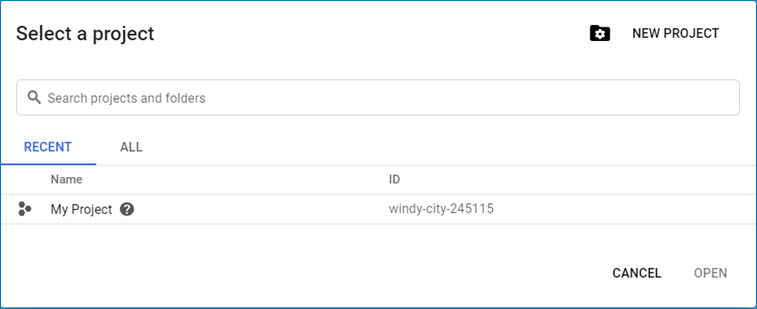 Select a project
NEW PROJECT
Search projects and folders
RECENT ALL
Name ID
My Project ? windy-city-245115
CANCEL OPEN